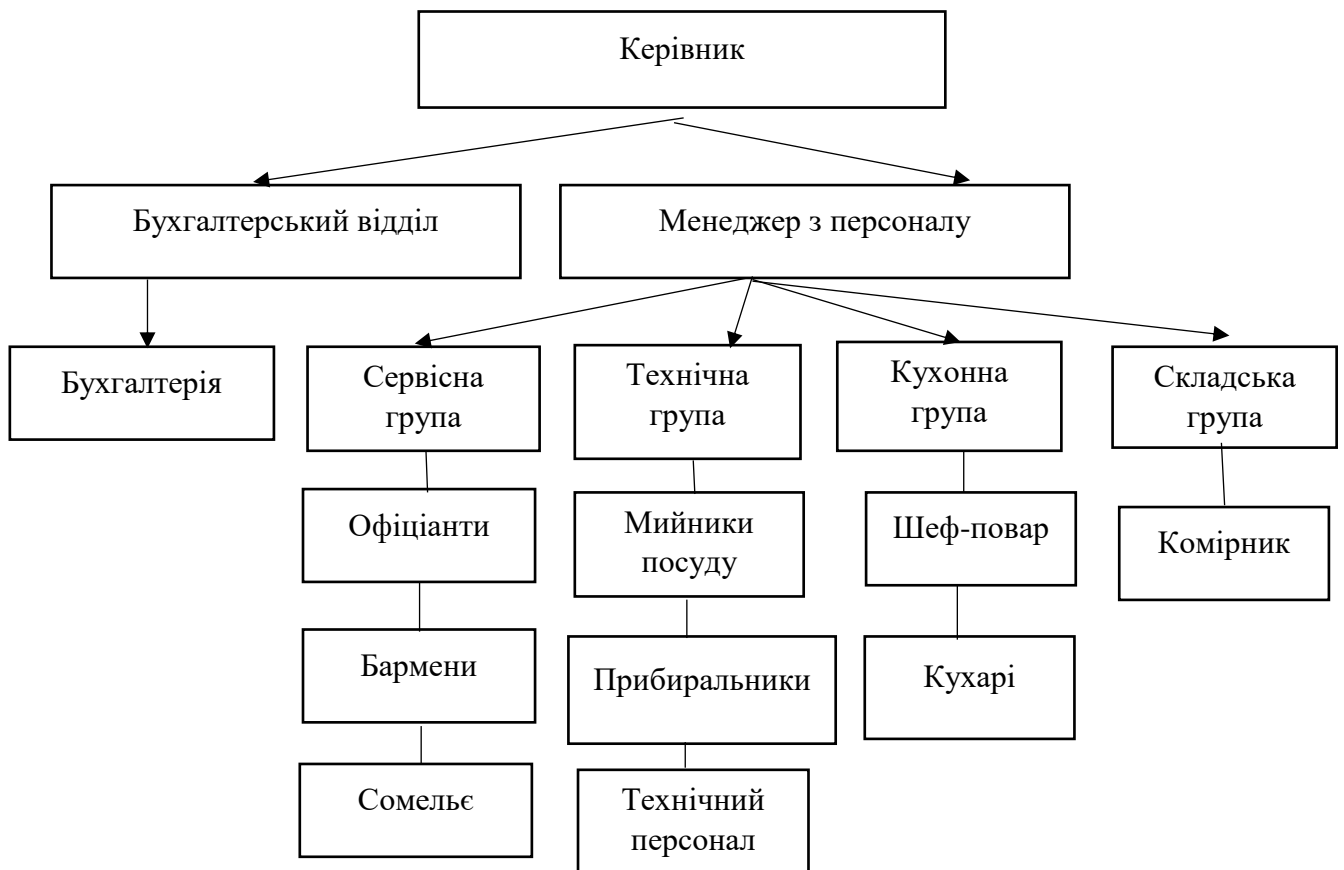 Керівник
Бухгалтерський відділ
Менеджер з персоналу
Бухгалтерія
Сервісна
група
Технічна
група
Кухонна
група
Складська
група
Офіціанти
Мийники
посуду
Шеф-повар
Комірник
Бармени
Прибиральники
Кухарі
Сомельє
Технічний
персонал